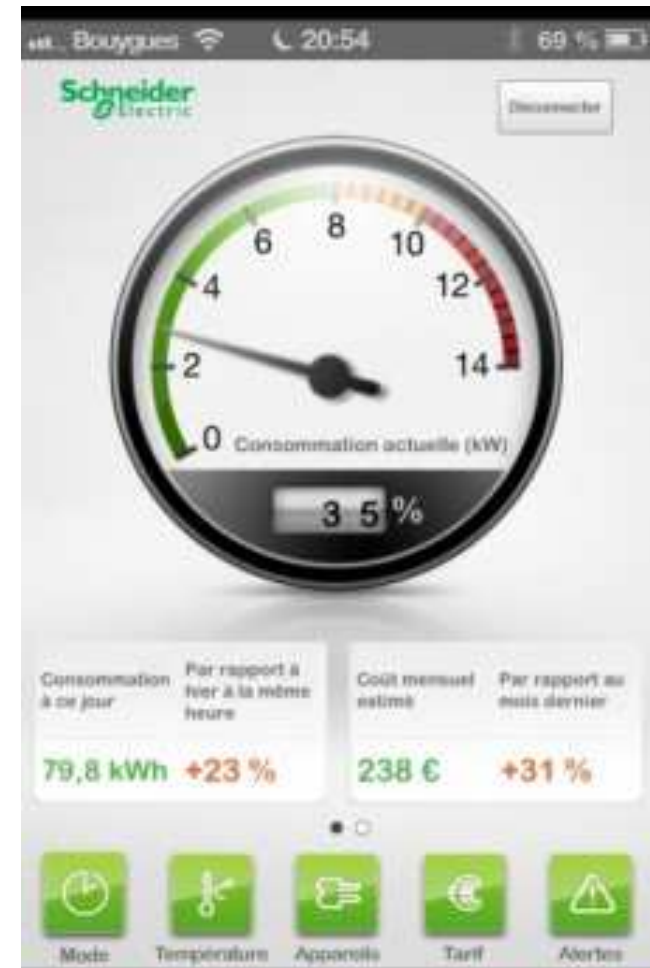 Bouygues 20:54 69 %
Schneider
Electric
Déconnecter
0
2
4
6
8
10
12
14
Consommation actuelle (kW)
3 5 %
Consommation
à ce jour
Par rapport à
hier à la même
heure
79,8 kWh +23 %
Coût mensuel
estimé
Par rapport au
mois dernier
238 € +31 %
Mode Température Appareils Tarif Alertes